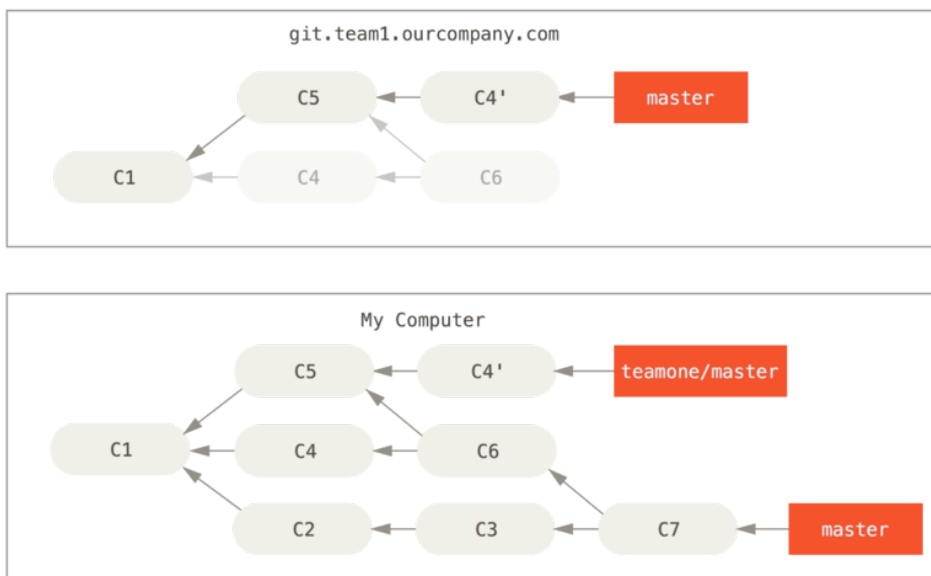 git.team1.ourcompany.com
C5 C4' master
C1 C4 C6
My Computer
C5 C4' teamone/master
C1 C4 C6
C2 C3 C7 master